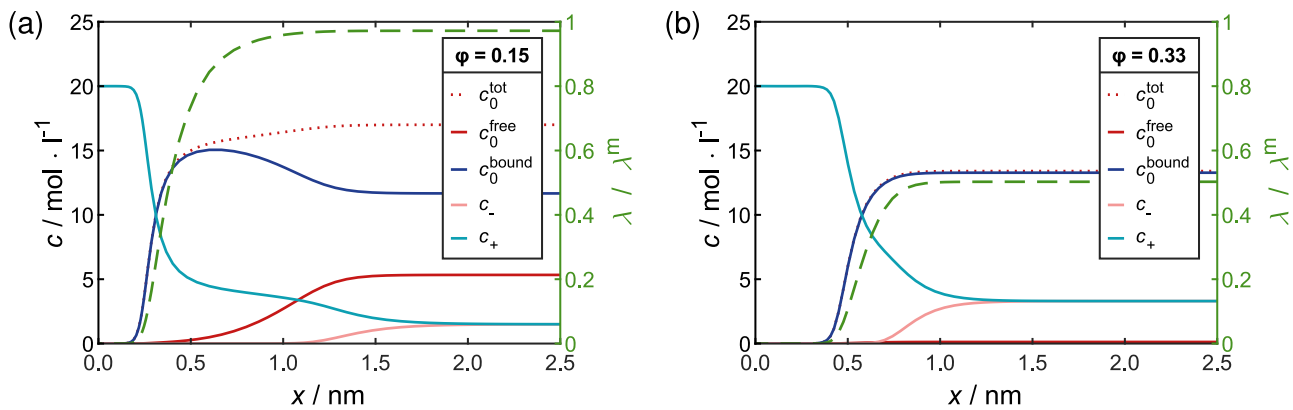 (a)
25
20
15
10
5
0
c / mol · l⁻¹
0.0
0.5
1.0
1.5
2.0
2.5
x / nm
1
0.8
0.6
0.4
0.2
0
λ / λᵐ
φ = 0.15
c₀ᵗᵒᵗ
c₀ᶠʳᵉᵉ
c₀ᵇᵒᵘⁿᵈ
c₋
c₊
(b)
25
20
15
10
5
0
c / mol · l⁻¹
0.0
0.5
1.0
1.5
2.0
2.5
x / nm
1
0.8
0.6
0.4
0.2
0
λ / λᵐ
φ = 0.33
c₀ᵗᵒᵗ
c₀ᶠʳᵉᵉ
c₀ᵇᵒᵘⁿᵈ
c₋
c₊